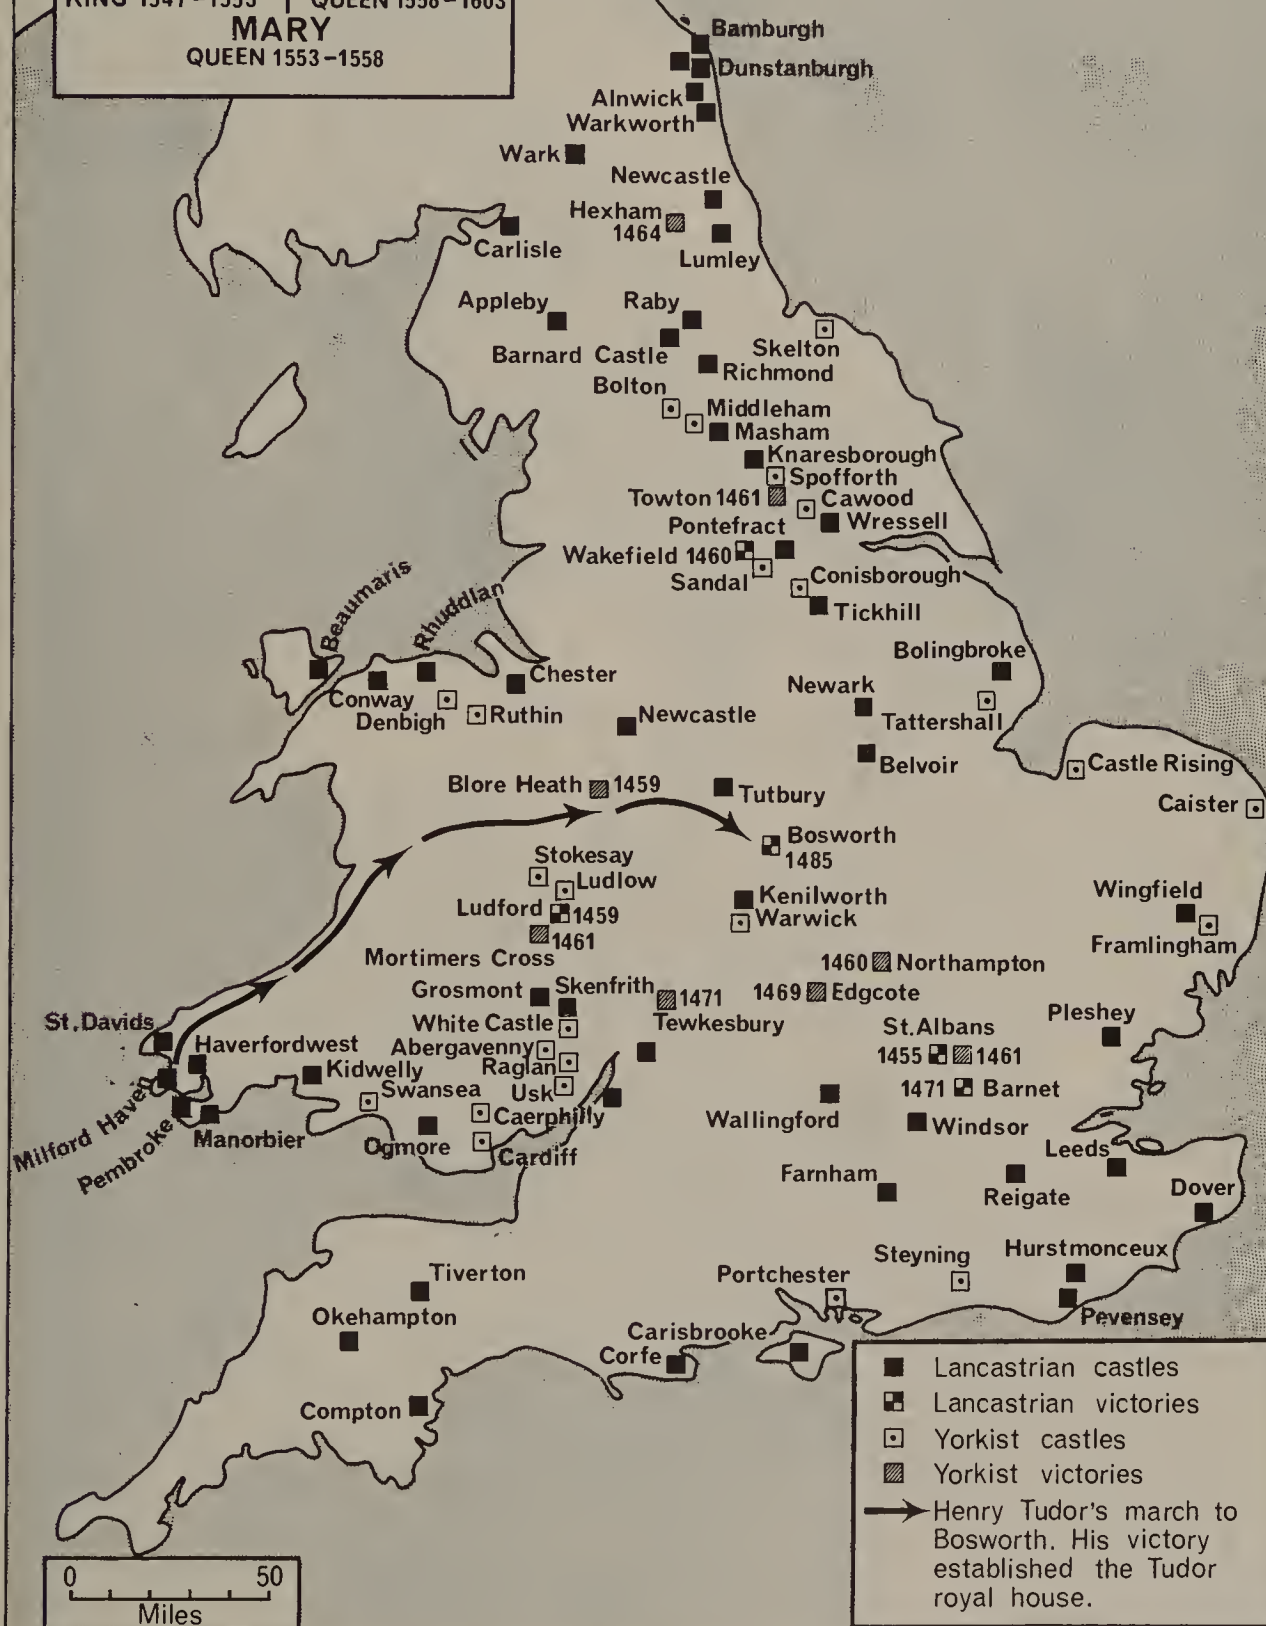 KING 1547-1553 | QUEEN 1558-1603
MARY
QUEEN 1553-1558
Bamburgh
Dunstanburgh
Alnwick
Warkworth
Wark
Newcastle
Hexham
1464
Carlisle
Lumley
Appleby
Raby
Skelton
Barnard Castle
Richmond
Bolton
Middleham
Masham
Knaresborough
Spofforth
Towton 1461
Cawood
Pontefract
Wressell
Wakefield 1460
Sandal
Conisborough
Tickhill
Beaumaris
Rhuddlan
Bolingbroke
Chester
Newark
Conway
Denbigh
Ruthin
Newcastle
Tattershall
Belvoir
Castle Rising
Blore Heath 1459
Tutbury
Caister
Bosworth
1485
Stokesay
Ludlow
Kenilworth
Wingfield
Ludford 1459
Warwick
1461
Mortimers Cross
Framlingham
1460 Northampton
Grosmont
Skenfrith
1471
Tewkesbury
1469 Edgcote
St.Davids
White Castle
St.Albans
Pleshey
Haverfordwest
Abergavenny
1455 1461
Kidwelly
Raglan
Swansea
Usk
1471 Barnet
Milford Haven
Caerphilly
Wallingford
Windsor
Pembroke
Manorbier
Ogmore
Cardiff
Leeds
Farnham
Reigate
Dover
Steyning
Hurstmonceux
Tiverton
Portchester
Pevensey
Okehampton
Carisbrooke
Corfe
Compton
Lancastrian castles
Lancastrian victories
Yorkist castles
Yorkist victories
Henry Tudor's march to
Bosworth. His victory
established the Tudor
royal house.
0 50
Miles